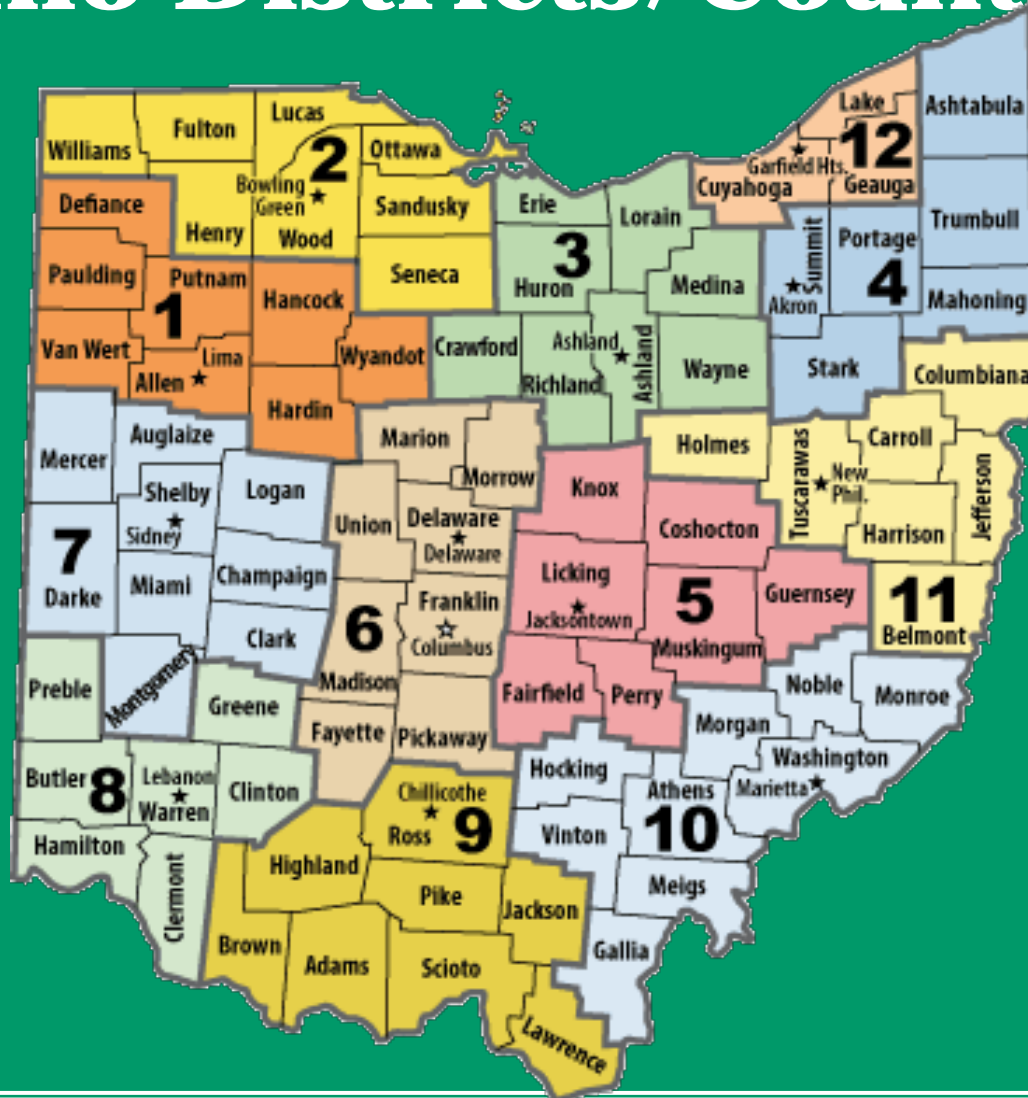 Districts/Count
Lake
Ashtabula
Lucas
12
Fulton
Williams
2
Ottawa
Garfield Hts.
Cuyahoga
Geauga
Bowling
Green
Defiance
Sandusky
Erie
Lorain
Trumbull
Henry
Wood
Summit
Portage
3
Paulding
Putnam
Seneca
Huron
Medina
4
Hancock
Akron
Mahoning
1
Van Wert
Lima
Allen
Wyandot
Crawford
Ashland
Ashland
Richland
Wayne
Stark
Columbiana
Hardin
Auglaize
Marion
Holmes
Carroll
Mercer
Tuscarawas
New
Phil.
Jefferson
Morrow
Knox
Shelby
Logan
Sidney
Union
Delaware
Delaware
Coshocton
Harrison
7
Darke
Miami
Champaign
Licking
Jacksontown
5
Guernsey
11
Belmont
Franklin
Columbus
6
Clark
Muskingum
Madison
Montgomery
Preble
Greene
Fairfield
Perry
Noble
Monroe
Morgan
Fayette
Pickaway
Washington
Marietta
Butler
8
Lebanon
Warren
Clinton
Hocking
Athens
Chillicothe
Ross
9
Vinton
10
Hamilton
Highland
Clermont
Pike
Jackson
Meigs
Brown
Adams
Scioto
Gallia
Lawrence